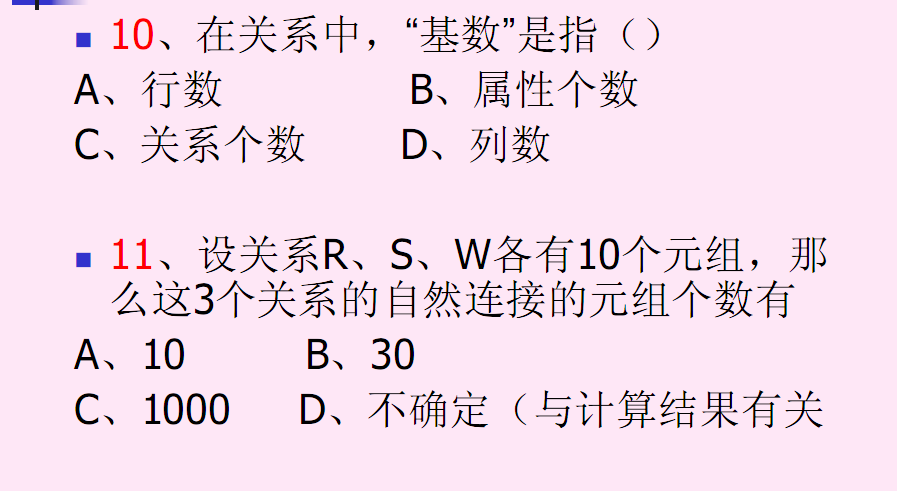 10、在关系中，“基数”是指（）
A、行数 B、属性个数
C、关系个数 D、列数
11、设关系R、S、W各有10个元组，那
么这3个关系的自然连接的元组个数有
A、10 B、30
C、1000 D、不确定（与计算结果有关